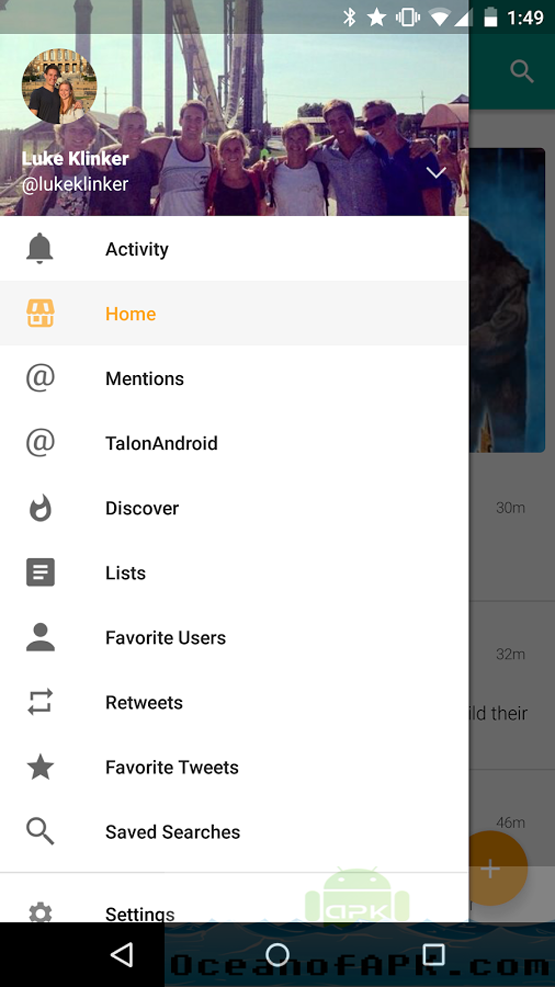 1:49
Luke Klinker
@lukeklinker
Activity
Home
@ Mentions
@ TalonAndroid
Discover
30m
Lists
Favorite Users
32m
Retweets
ild their
Favorite Tweets
46m
Saved Searches
Settings
apk
OceanofAPK.com